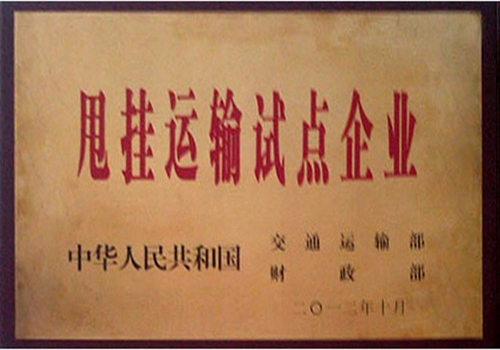 甩挂运输试点企业
中华人民共和国 交通运输部
财政部
二〇一二年十月